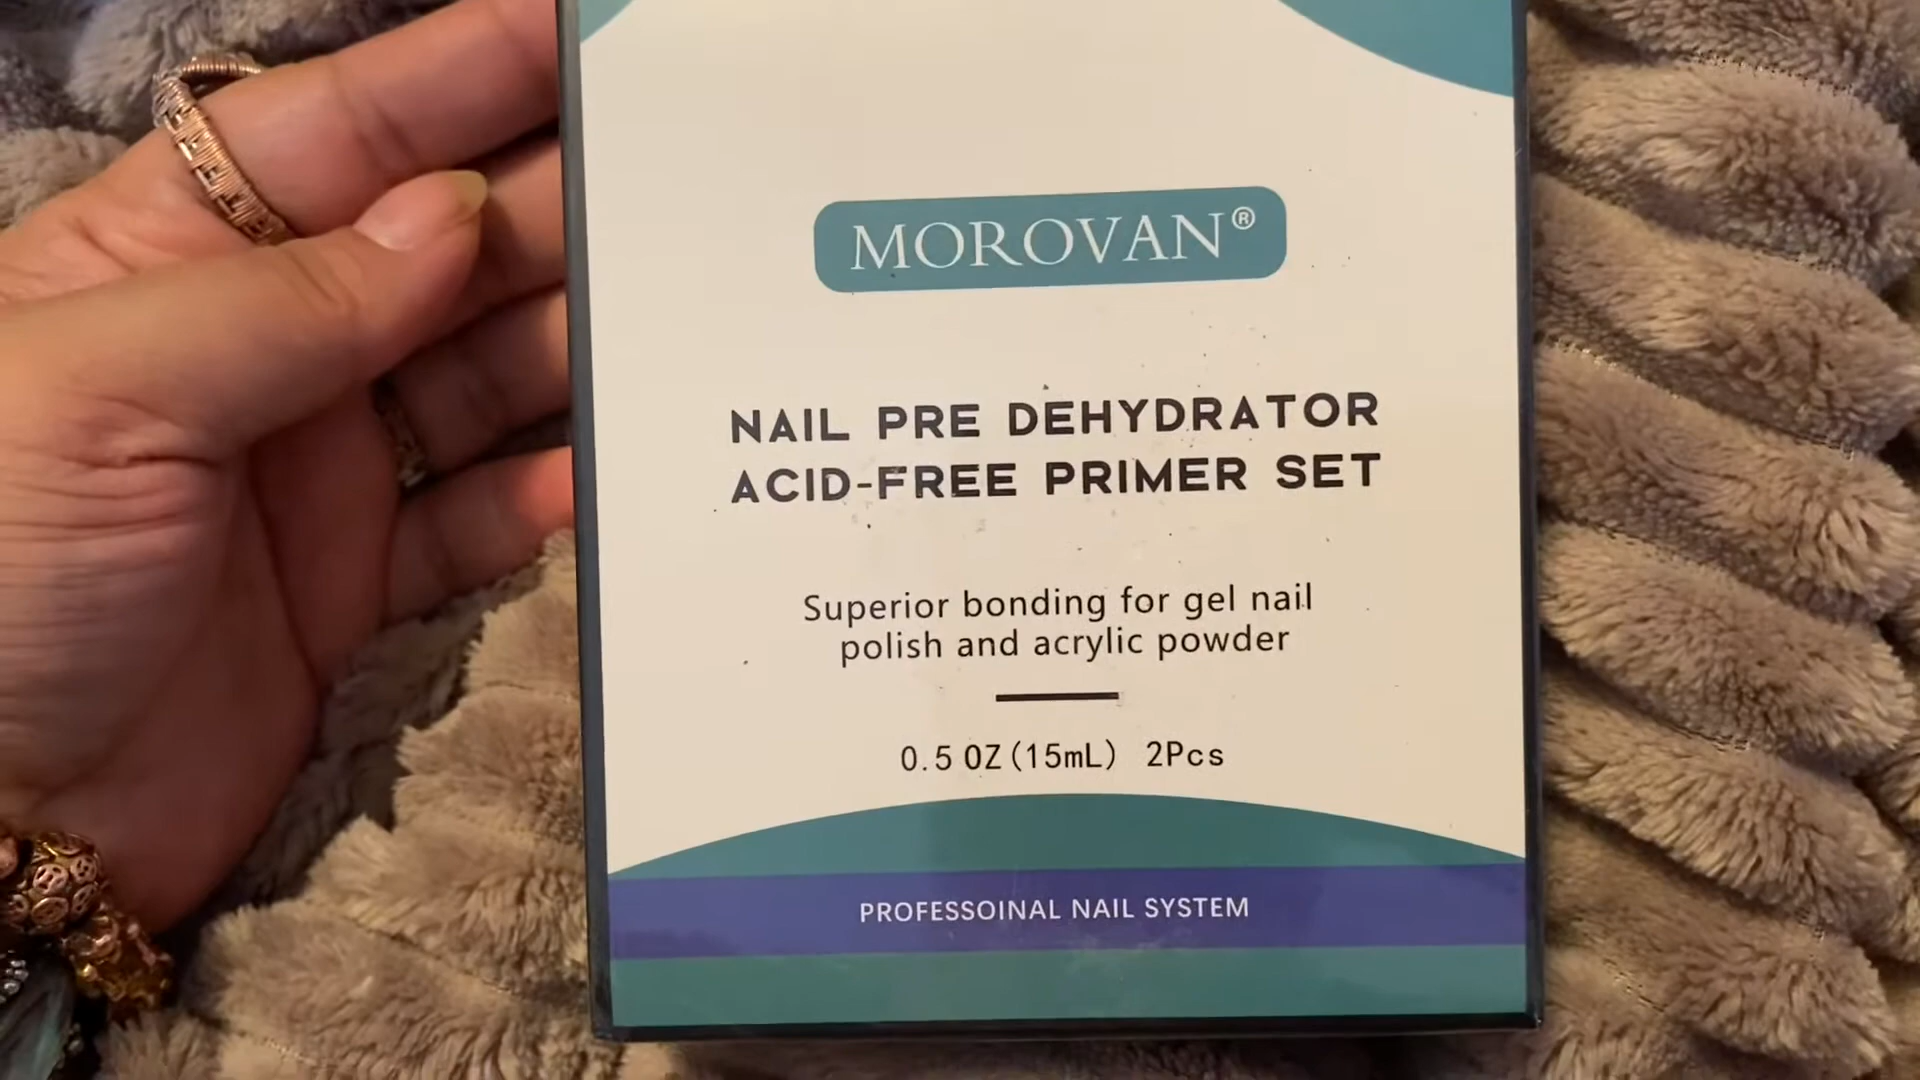 MOROVAN®
NAIL PRE DEHYDRATOR
ACID-FREE PRIMER SET
Superior bonding for gel nail
polish and acrylic powder
0.5 OZ(15mL) 2Pcs
PROFESSOINAL NAIL SYSTEM